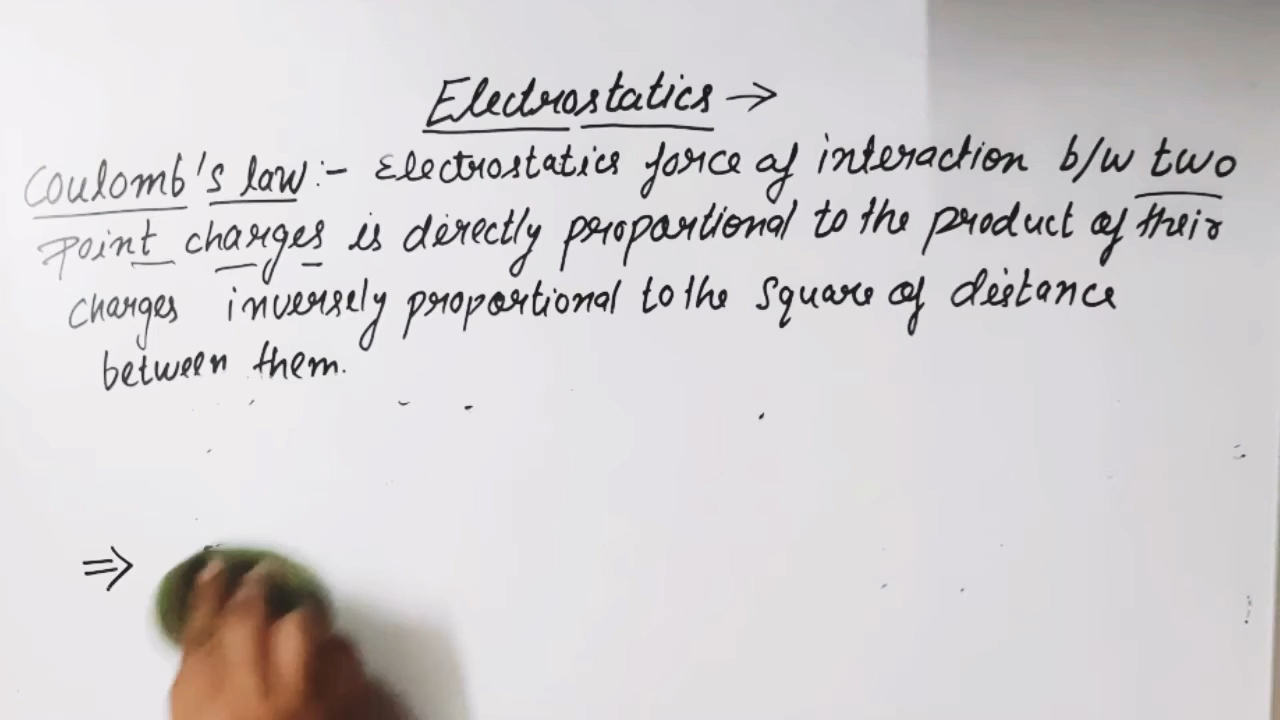 Electrostatics →
Coulomb's law:- Electrostatics force of interaction b/w two
point charges is directly proportional to the product of their
charges inversely proportional to the square of distance
between them.
⇒